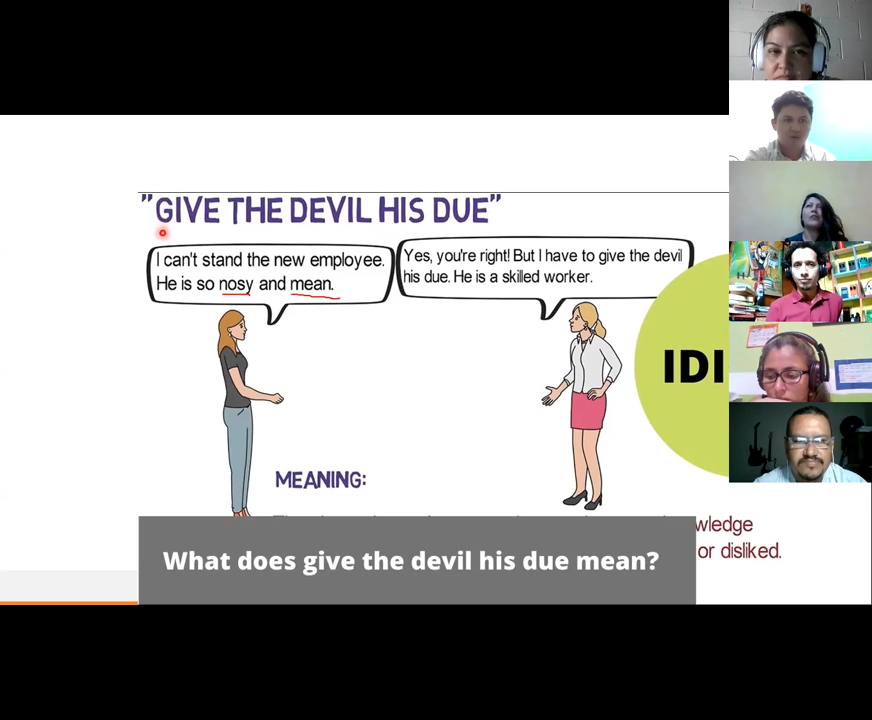 "GIVE THE DEVIL HIS DUE"
I can't stand the new employee.
He is so nosy and mean.
Yes, you're right! But I have to give the devil
his due. He is a skilled worker.
IDI
MEANING:
wledge
or disliked.
What does give the devil his due mean?